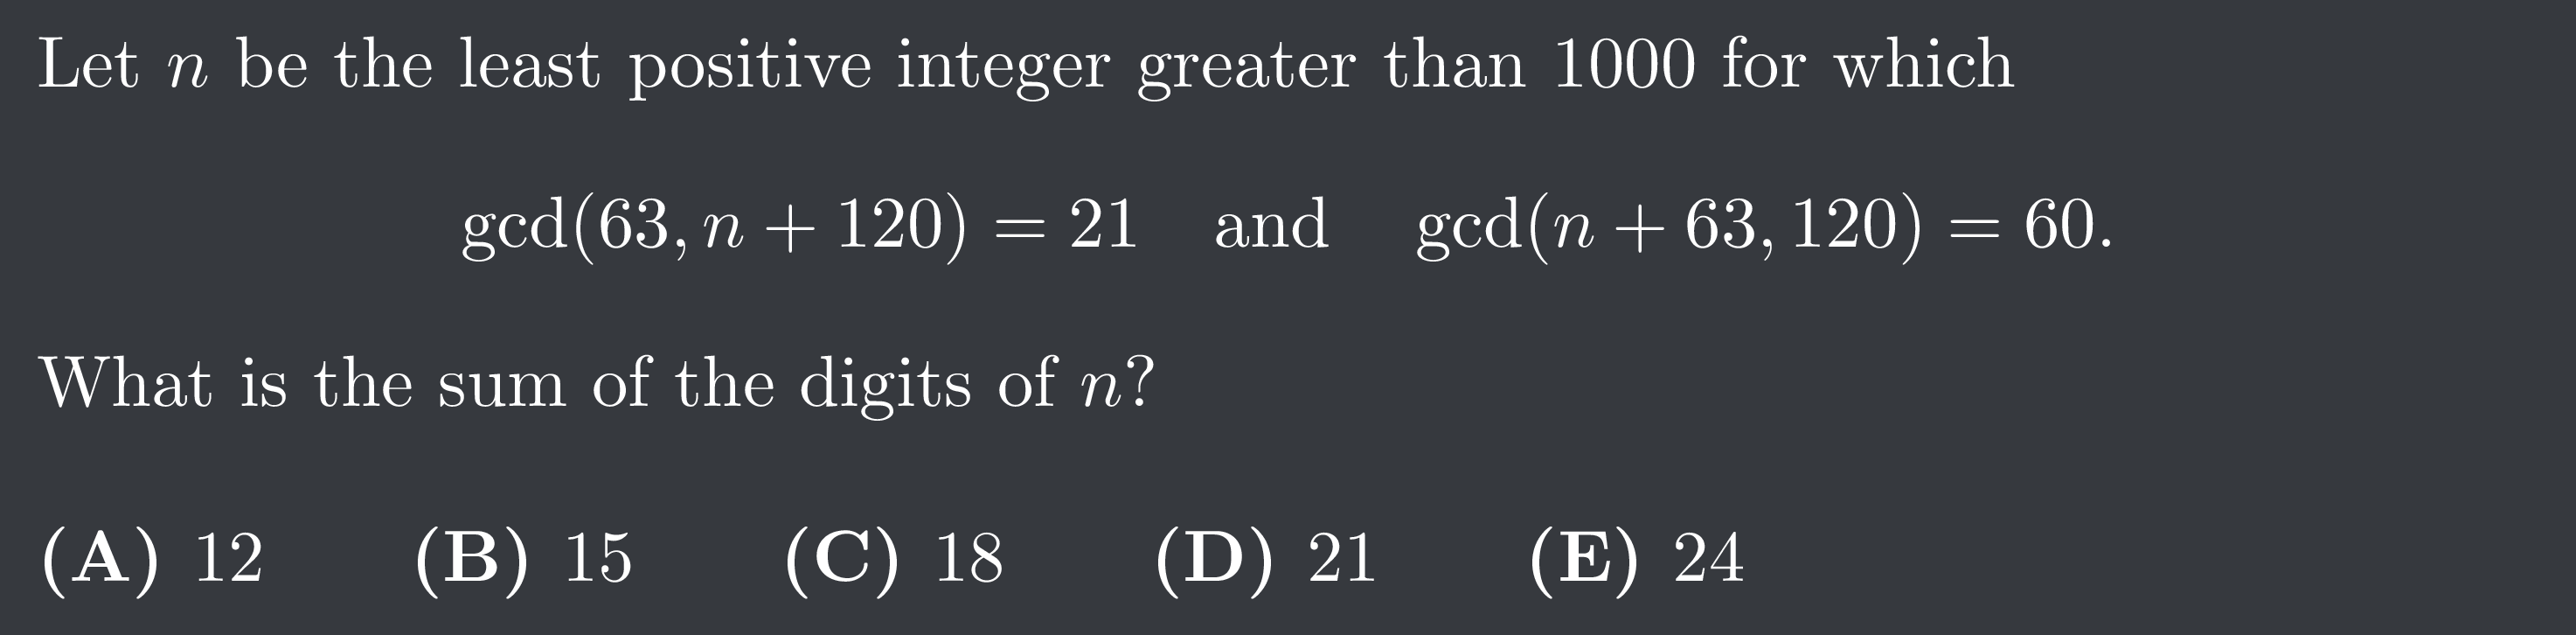 Let n be the least positive integer greater than 1000 for which
gcd(63, n + 120) = 21 and gcd(n + 63, 120) = 60.
What is the sum of the digits of n?
(A) 12 (B) 15 (C) 18 (D) 21 (E) 24